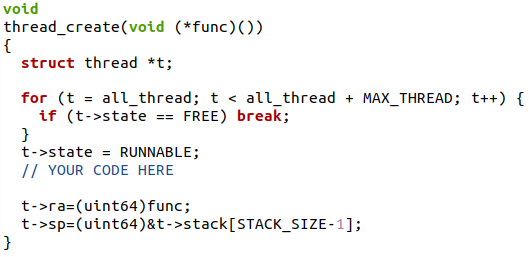 void
thread_create(void (*func)())
{
  struct thread *t;

  for (t = all_thread; t < all_thread + MAX_THREAD; t++) {
    if (t->state == FREE) break;
  }
  t->state = RUNNABLE;
  // YOUR CODE HERE

  t->ra=(uint64)func;
  t->sp=(uint64)&t->stack[STACK_SIZE-1];
}